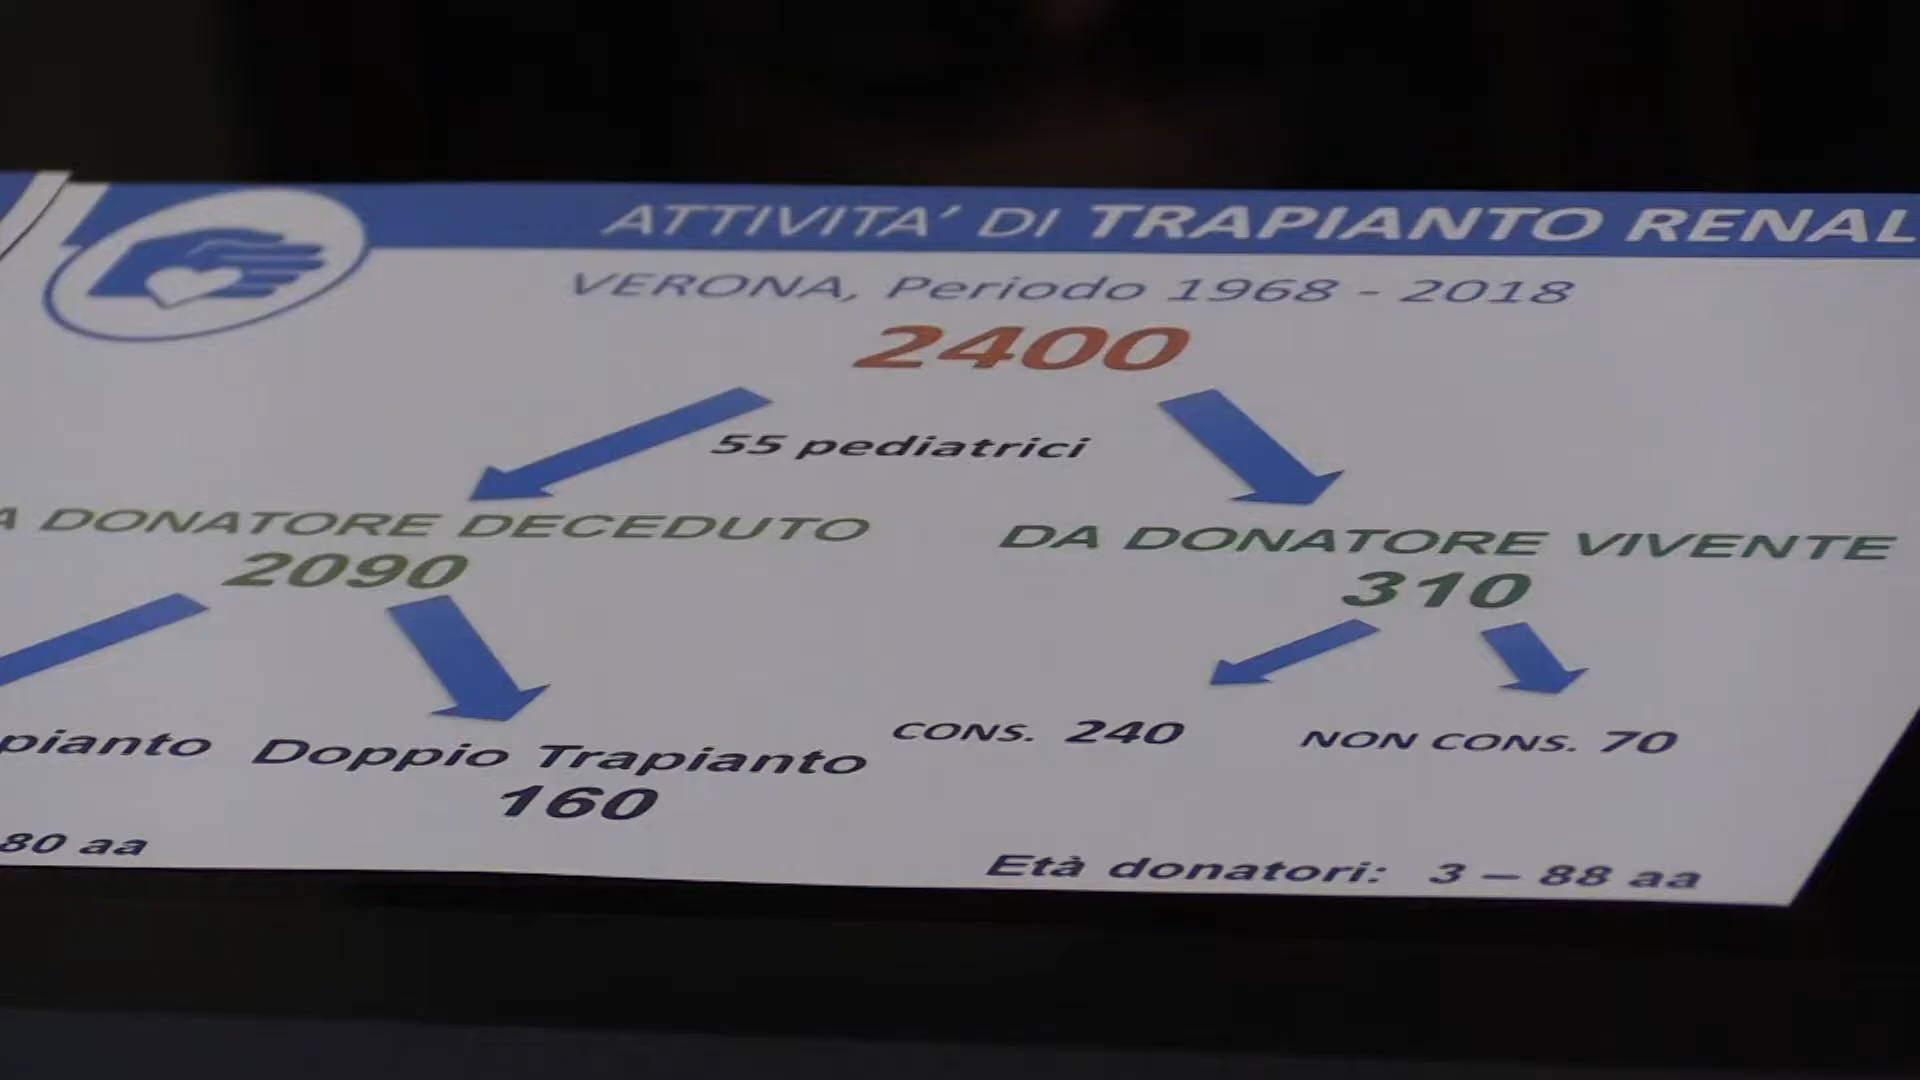 ATTIVITA’ DI TRAPIANTO RENAL
VERONA, Periodo 1968 - 2018
2400
55 pediatrici
A DONATORE DECEDUTO
2090
DA DONATORE VIVENTE
310
pianto
Doppio Trapianto
160
CONS. 240
NON CONS. 70
80 aa
Età donatori: 3 – 88 aa